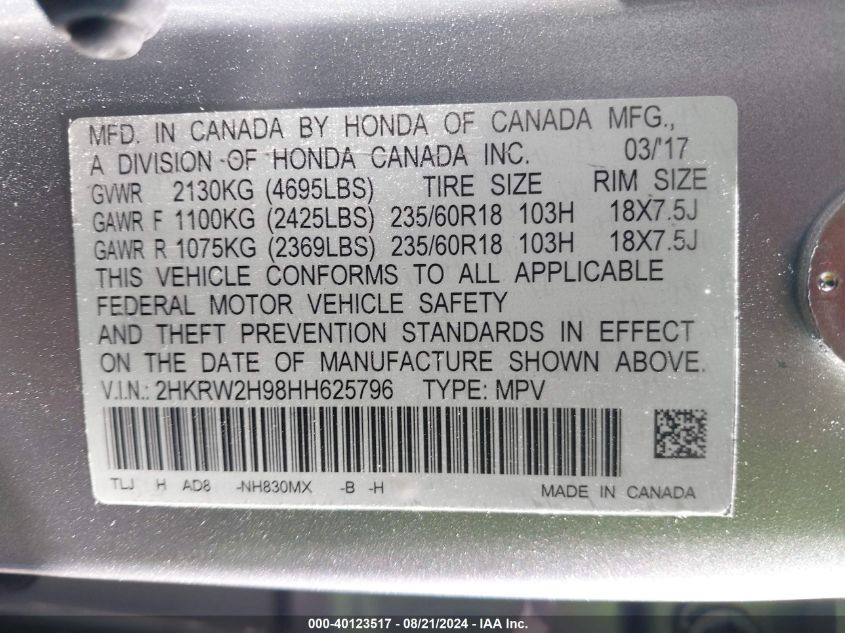 MFD. IN CANADA BY HONDA OF CANADA MFG.,
A DIVISION OF HONDA CANADA INC. 03/'17
GVWR 2130KG (4695LBS) TIRE SIZE RIM SIZE
GAWR F 1100KG (2425LBS) 235/60R18 103H 18X7.5J
GAWR R 1075KG (2369LBS) 235/60R18 103H 18X7.5J
THIS VEHICLE CONFORMS TO ALL APPLICABLE
FEDERAL MOTOR VEHICLE SAFETY
AND THEFT PREVENTION STANDARDS IN EFFECT
ON THE DATE OF MANUFACTURE SHOWN ABOVE.
V.I.N.: 2HKRW2H98HH625796 TYPE: MPV
TLJ H AD8 -NH830MX -B -H MADE IN CANADA
000-40123517 - 08/21/2024 - IAA Inc.